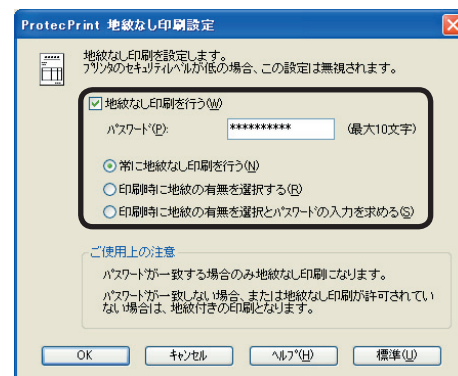 ProtecPrint 地紋なし印刷設定
地紋なし印刷を設定します。
プリンタのセキュリティレベルが低の場合、この設定は無視されます。
地紋なし印刷を行う(W)
パスワード(P): ********** (最大10文字)
常に地紋なし印刷を行う(N)
印刷時に地紋の有無を選択する(R)
印刷時に地紋の有無を選択とパスワードの入力を求める(S)
ご使用上の注意
パスワードが一致する場合のみ地紋なし印刷になります。
パスワードが一致しない場合、または地紋なし印刷が許可されてい
ない場合は、地紋付きの印刷となります。
OK キャンセル ヘルプ(H) 標準(U)